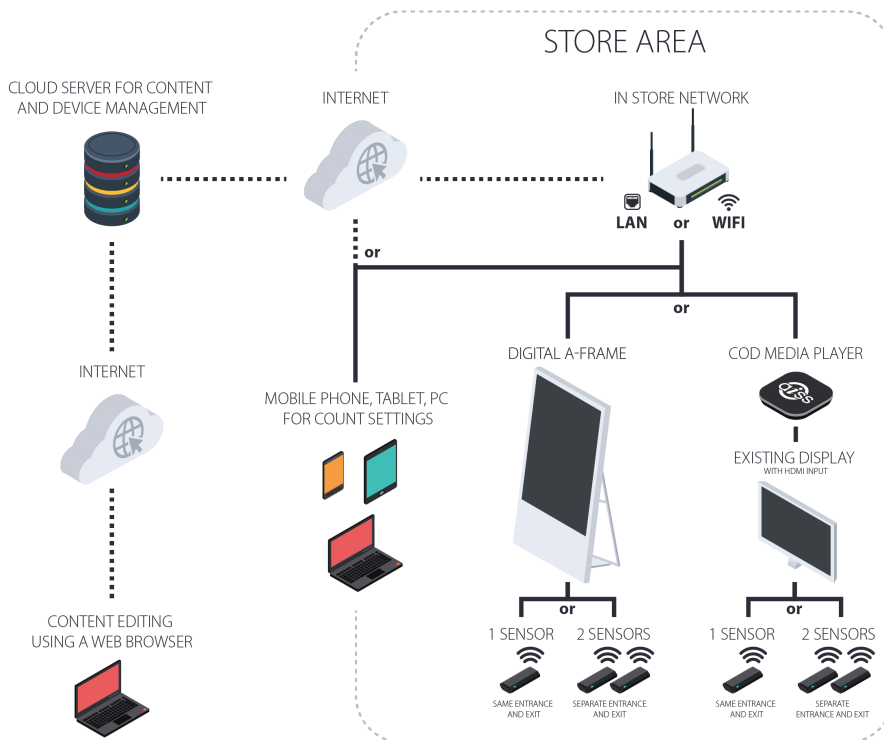 STORE AREA
CLOUD SERVER FOR CONTENT
AND DEVICE MANAGEMENT
INTERNET
IN STORE NETWORK
LAN or WIFI
or
or
INTERNET
MOBILE PHONE, TABLET, PC
FOR COUNT SETTINGS
DIGITAL A-FRAME
COD MEDIA PLAYER
aiss
EXISTING DISPLAY
WITH HDMI INPUT
CONTENT EDITING
USING A WEB BROWSER
or
1 SENSOR
2 SENSORS
SAME ENTRANCE
AND EXIT
SEPARATE ENTRANCE
AND EXIT
or
1 SENSOR
2 SENSORS
SAME ENTRANCE
AND EXIT
SEPARATE
ENTRANCE AND EXIT